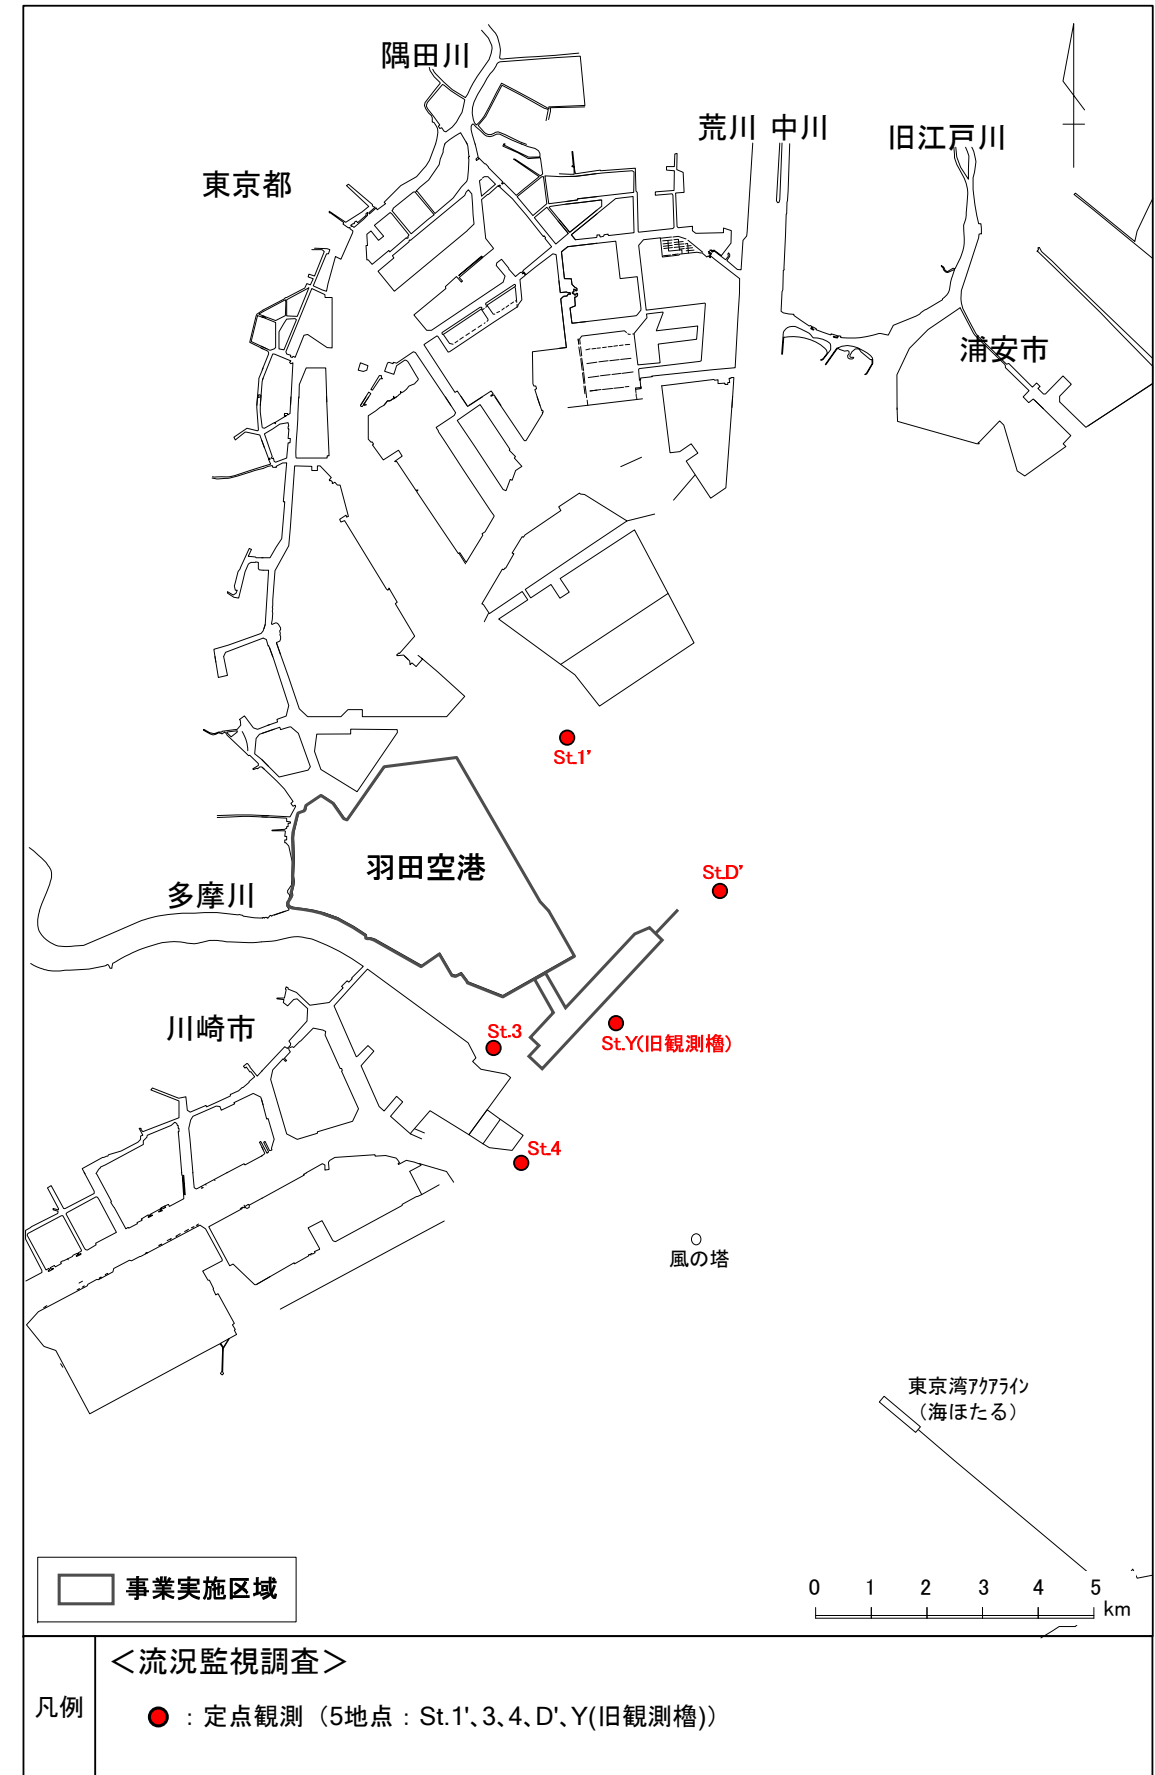 隅田川
荒川 中川
旧江戸川
東京都
浦安市
St.1'
羽田空港
St.D'
多摩川
川崎市
St.3
St.Y(旧観測櫓)
St.4
風の塔
東京湾ｱｸｱﾗｲﾝ
（海ほたる）
事業実施区域
0 1 2 3 4 5
km
凡例
＜流況監視調査＞
：定点観測（5地点：St.1'、3、4、D'、Y(旧観測櫓)）